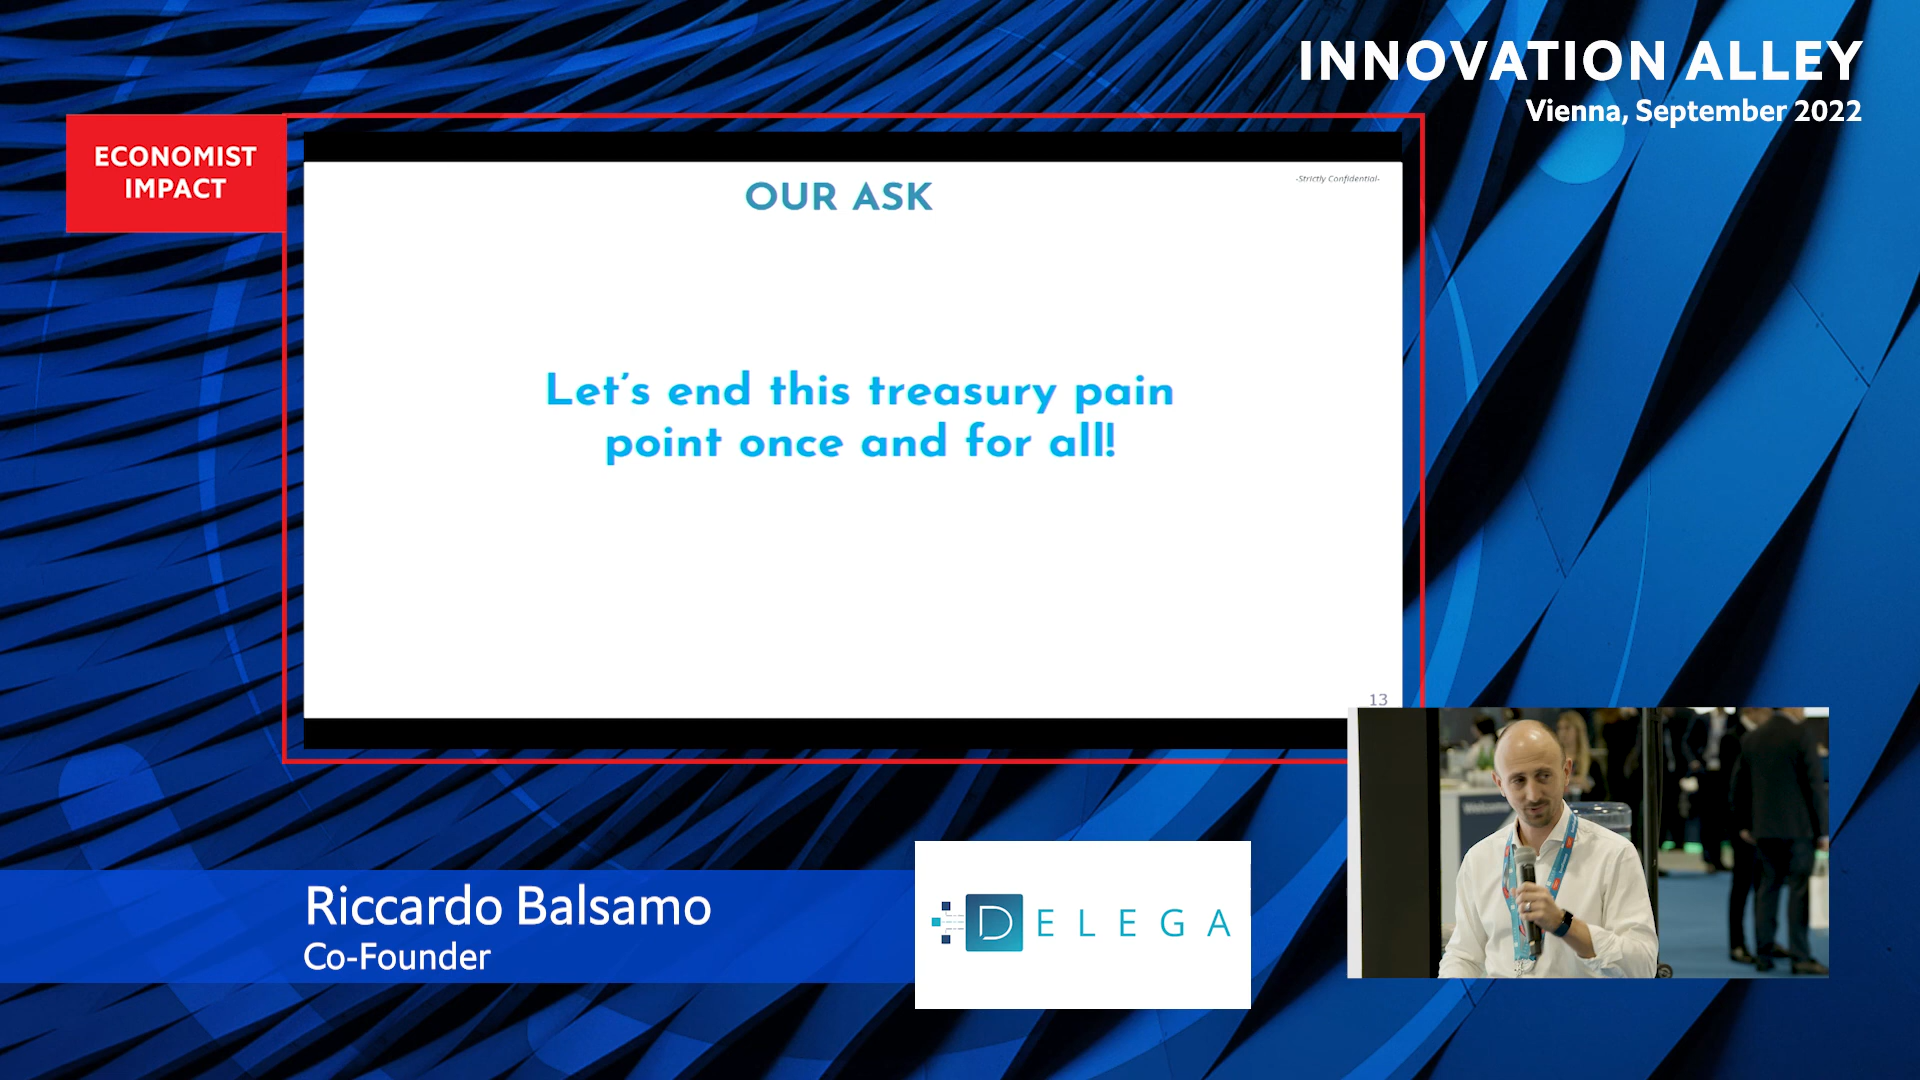 INNOVATION ALLEY
Vienna, September 2022
ECONOMIST
IMPACT
-Strictly Confidential-
OUR ASK
Let's end this treasury pain
point once and for all!
13
Riccardo Balsamo
Co-Founder
DELEGA